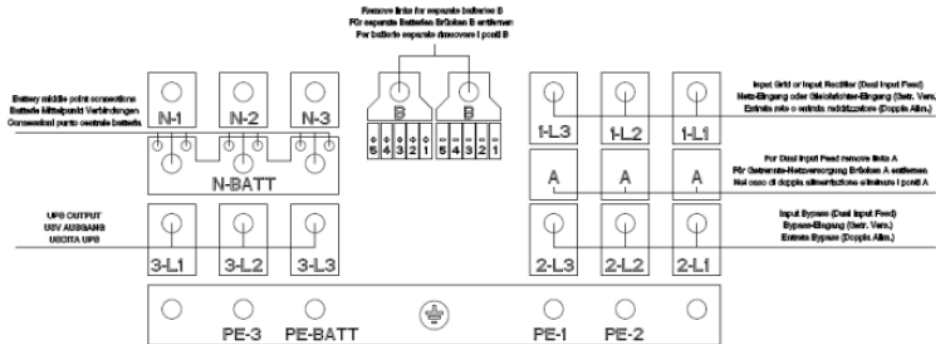 Remove links for separate batteries B
Für separate Batterien Brücken B entfernen
Per batterie separate rimuovere i ponti B
Battery middle point connections
Batterie Mittelpunkt Verbindungen
Connessioni punto centrale batteria
N-1 N-2 N-3
B B
+5 +4 +3 +2 +1 -5 -4 -3 -2 -1
1-L3 1-L2 1-L1
Input Grid or Input Rectifier (Dual Input Feed)
Netz-Eingang oder Gleichrichter-Eingang (Getr. Vers.)
Entrata rete o entrata raddrizzatore (Doppia Alim.)
N-BATT
A A A
For Dual Input Feed remove links A
Für Getrennte-Netzversorgung Brücken A entfernen
Nel caso di doppia alimentazione eliminare i ponti A
UPS OUTPUT
USV AUSGANG
USCITA UPS
3-L1 3-L2 3-L3
2-L3 2-L2 2-L1
Input Bypass (Dual Input Feed)
Bypass-Eingang (Getr. Vers.)
Entrata Bypass (Doppia Alim.)
PE-3 PE-BATT PE-1 PE-2